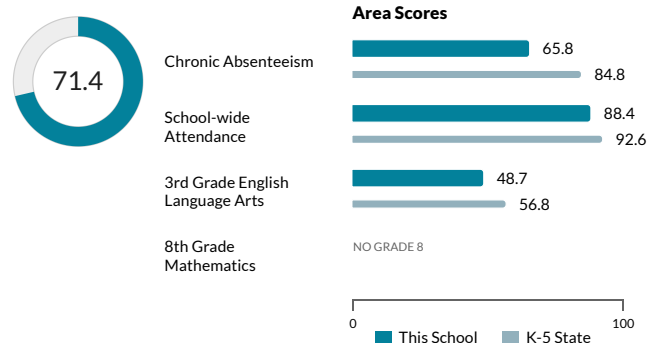 Area Scores
71.4
Chronic Absenteeism
65.8
84.8
School-wide
Attendance
88.4
92.6
3rd Grade English
Language Arts
48.7
56.8
8th Grade
Mathematics
NO GRADE 8
0
100
This School
K-5 State